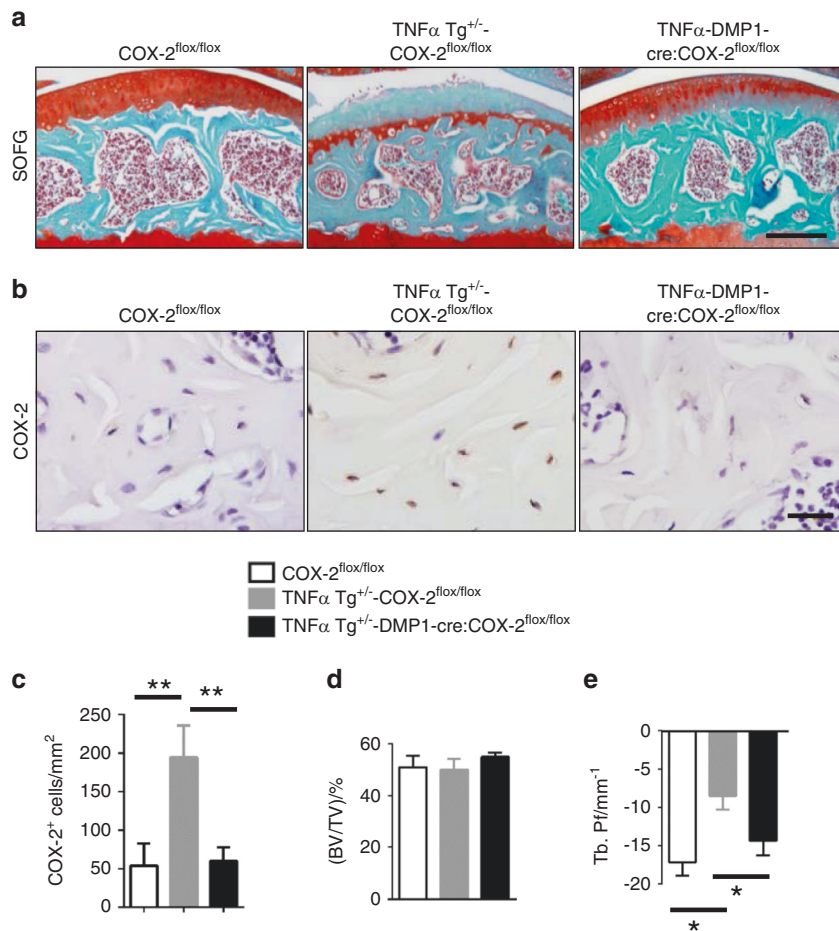 a
COX-2flox/flox
TNFα Tg+/--
COX-2flox/flox
TNFα-DMP1-
cre:COX-2flox/flox
SOFG
b
COX-2flox/flox
TNFα Tg+/--
COX-2flox/flox
TNFα-DMP1-
cre:COX-2flox/flox
COX-2
COX-2flox/flox
TNFα Tg+/--COX-2flox/flox
TNFα Tg+/--DMP1-cre:COX-2flox/flox
c
** **
250
200
150
100
50
0
COX-2+ cells/mm2
d
60
40
20
0
(BV/TV)/%
e
0
-5
-10
-15
-20
Tb. Pf/mm-1
*
*